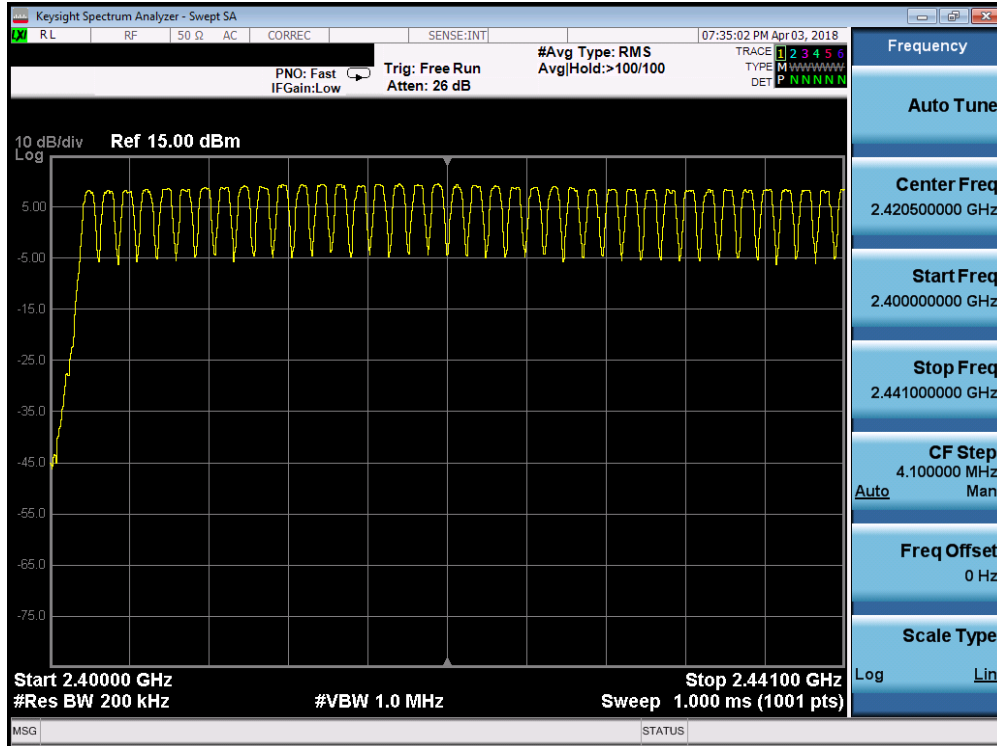 Keysight Spectrum Analyzer - Swept SA
LXI RL RF 50 Ω AC CORREC SENSE:INT 07:35:02 PM Apr 03, 2018
PNO: Fast
IFGain:Low
Trig: Free Run
Atten: 26 dB
#Avg Type: RMS
Avg|Hold:>100/100
TRACE 1 2 3 4 5 6
TYPE M WWWWW
DET P N N N N N
10 dB/div Ref 15.00 dBm
Log
5.00
-5.00
-15.0
-25.0
-35.0
-45.0
-55.0
-65.0
-75.0
Start 2.40000 GHz Stop 2.44100 GHz
#Res BW 200 kHz #VBW 1.0 MHz Sweep 1.000 ms (1001 pts)
MSG STATUS
Frequency
Auto Tune
Center Freq
2.420500000 GHz
Start Freq
2.400000000 GHz
Stop Freq
2.441000000 GHz
CF Step
4.100000 MHz
Auto Man
Freq Offset
0 Hz
Scale Type
Log Lin